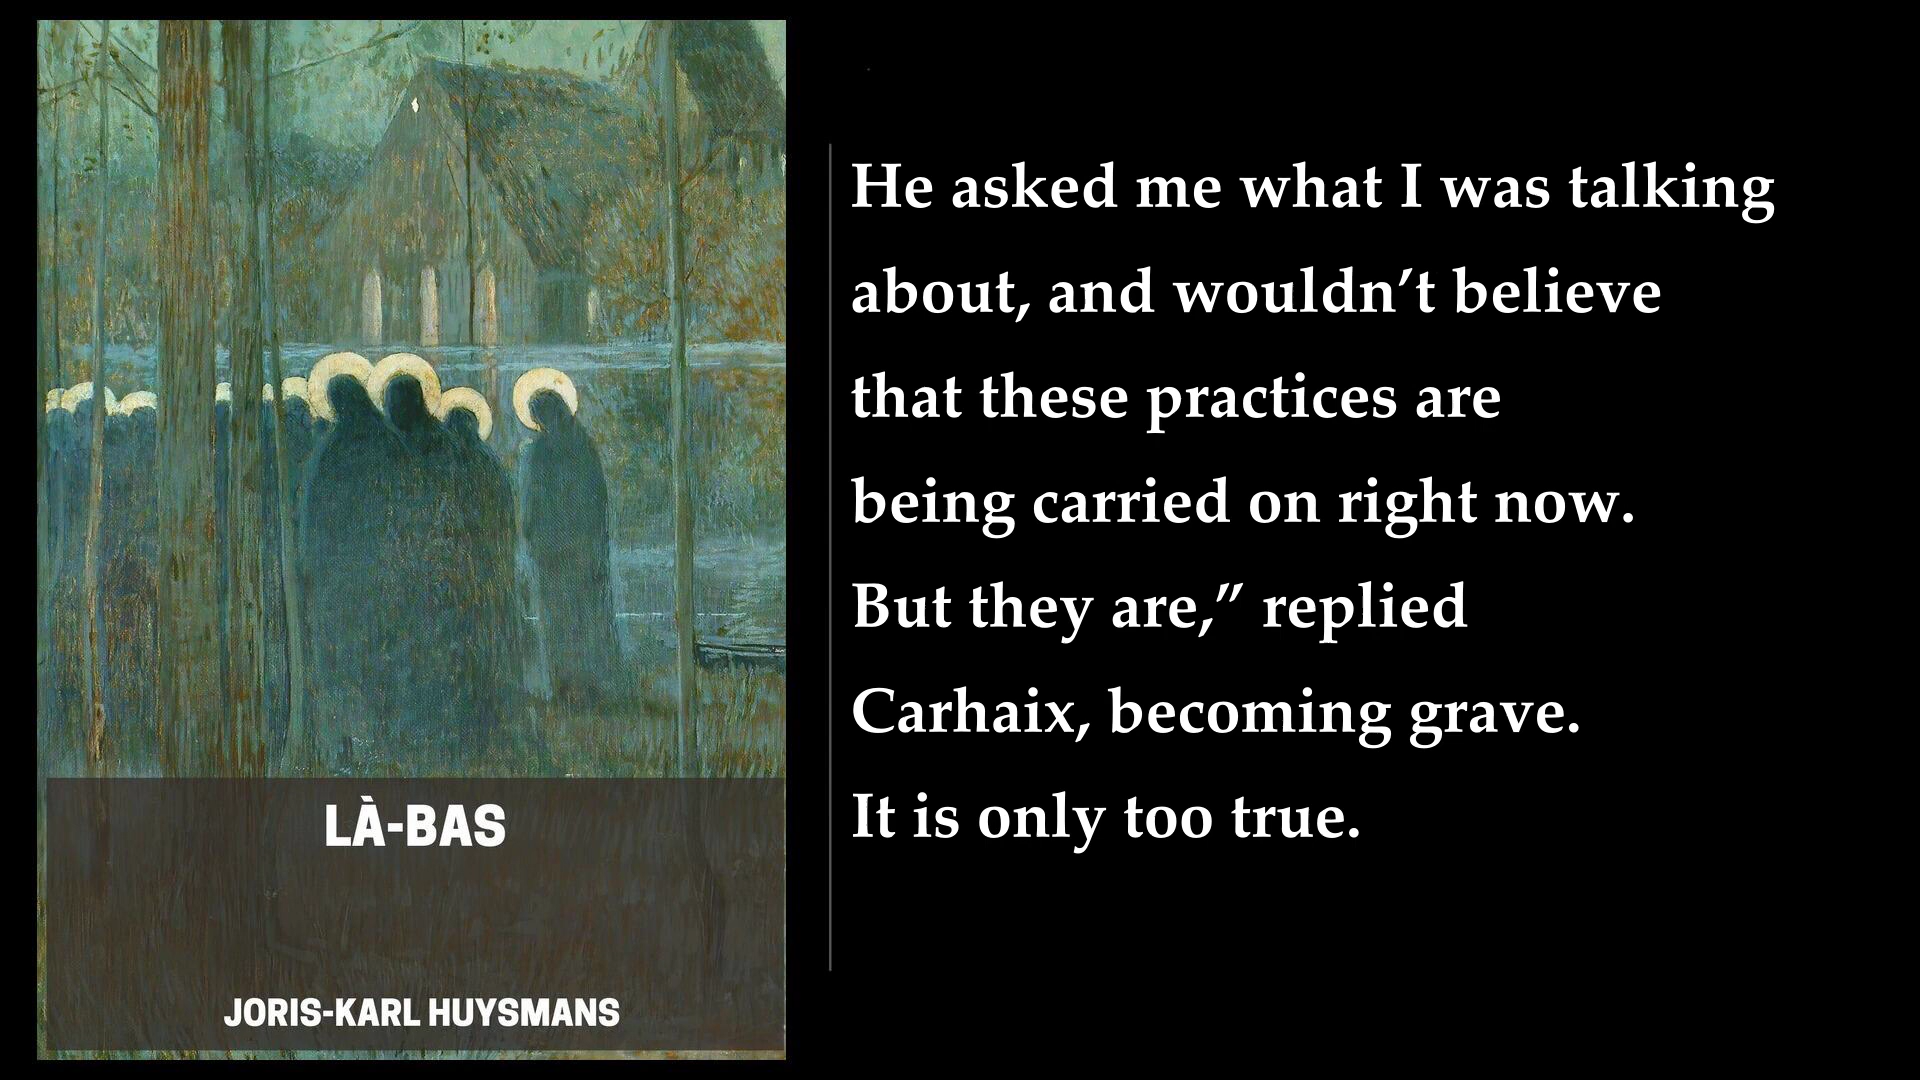 LÀ-BAS
JORIS-KARL HUYSMANS
He asked me what I was talking
about, and wouldn’t believe
that these practices are
being carried on right now.
But they are,” replied
Carhaix, becoming grave.
It is only too true.